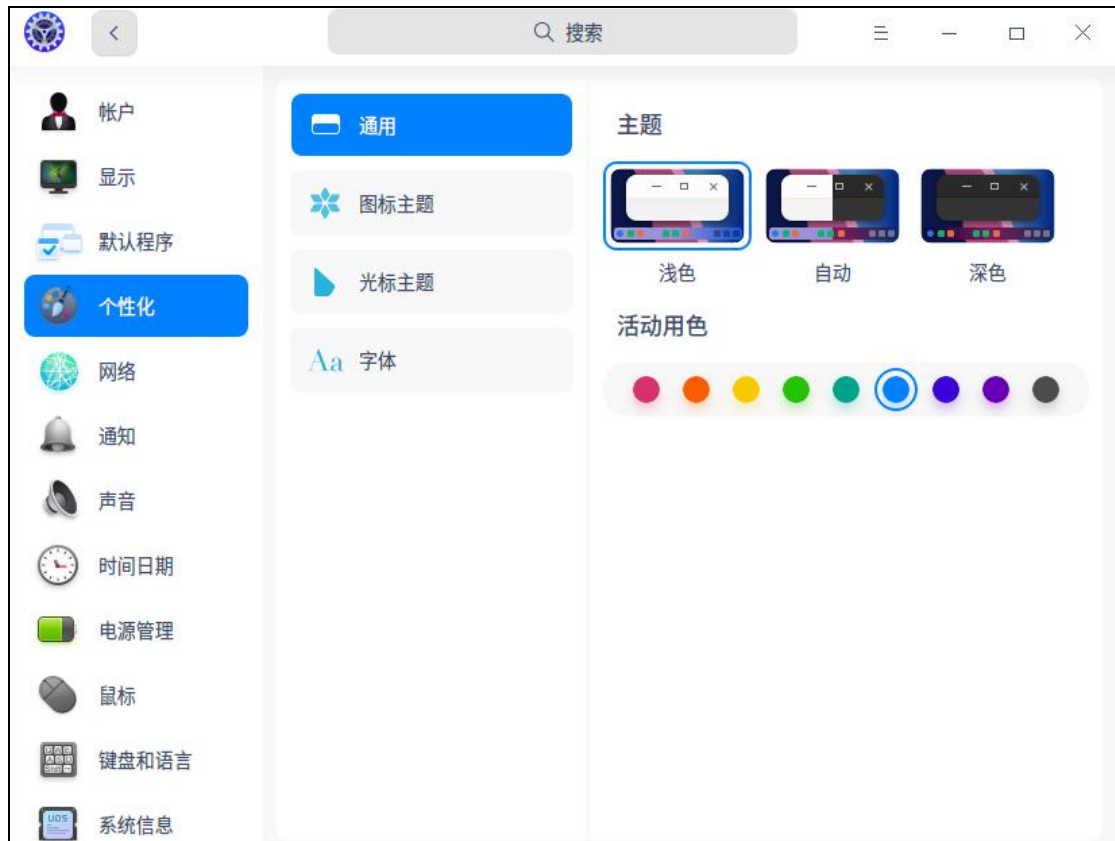 搜索
帐户
显示
默认程序
个性化
网络
通知
声音
时间日期
电源管理
鼠标
键盘和语言
UOS
系统信息
通用
图标主题
光标主题
Aa 字体
主题
浅色 自动 深色
活动用色